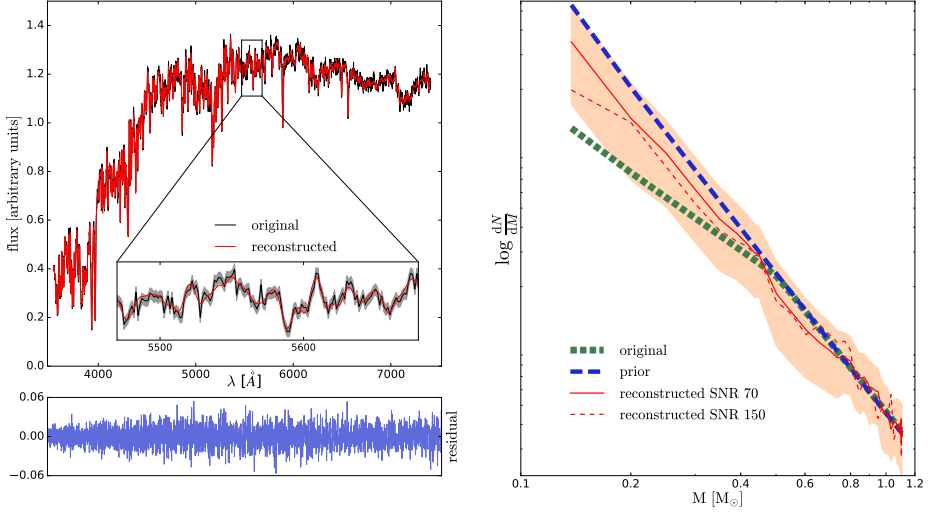 1.4
1.2
1.0
0.8
0.6
0.4
0.2
0.0
flux [arbitrary units]
original
reconstructed
5500
5600
4000
5000
6000
7000
λ [Å]
0.06
0.00
−0.06
residual
log dN/dM
original
prior
reconstructed SNR 70
reconstructed SNR 150
0.1
0.2
0.4
0.6
0.8
1.0
1.2
M [M⊙]